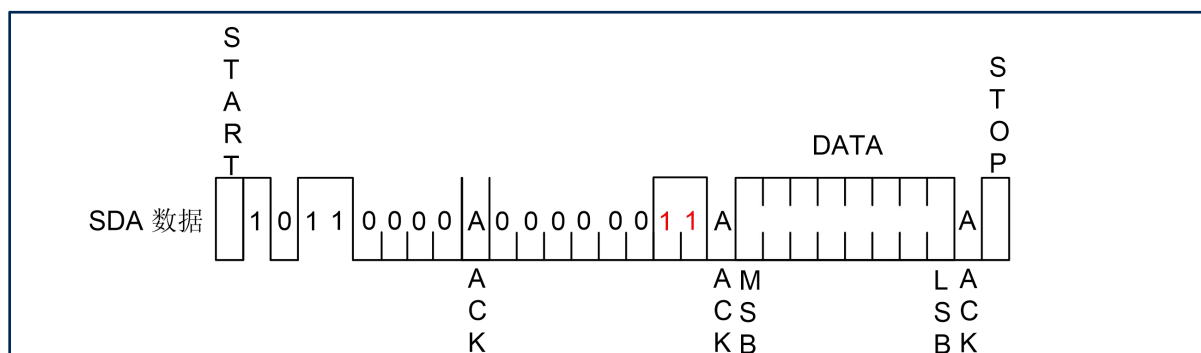 START
STOP
DATA
SDA 数据 1 0 1 1 0 0 0 0 A 0 0 0 0 0 0 1 1 A A
ACK
ACK
MSB
LSB
ACK